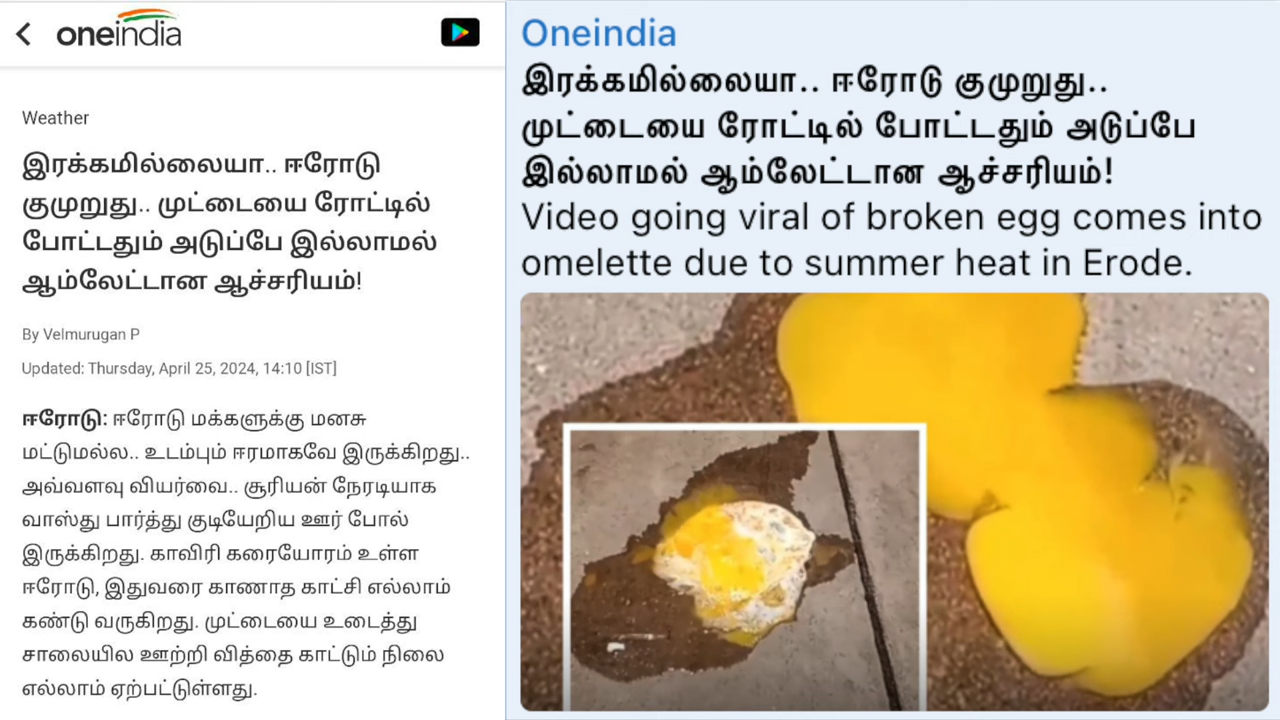 oneindia
Weather
இரக்கமில்லையா.. ஈரோடு
குமுறுது.. முட்டையை ரோட்டில்
போட்டதும் அடுப்பே இல்லாமல்
ஆம்லேட்டான ஆச்சரியம்!
By Velmurugan P
Updated: Thursday, April 25, 2024, 14:10 [IST]
ஈரோடு: ஈரோடு மக்களுக்கு மனசு
மட்டுமல்ல.. உடம்பும் ஈரமாகவே இருக்கிறது..
அவ்வளவு வியர்வை.. சூரியன் நேரடியாக
வாஸ்து பார்த்து குடியேறிய ஊர் போல்
இருக்கிறது. காவிரி கரையோரம் உள்ள
ஈரோடு, இதுவரை காணாத காட்சி எல்லாம்
கண்டு வருகிறது. முட்டையை உடைத்து
சாலையில ஊற்றி வித்தை காட்டும் நிலை
எல்லாம் ஏற்பட்டுள்ளது.
Oneindia
இரக்கமில்லையா.. ஈரோடு குமுறுது..
முட்டையை ரோட்டில் போட்டதும் அடுப்பே
இல்லாமல் ஆம்லேட்டான ஆச்சரியம்!
Video going viral of broken egg comes into
omelette due to summer heat in Erode.